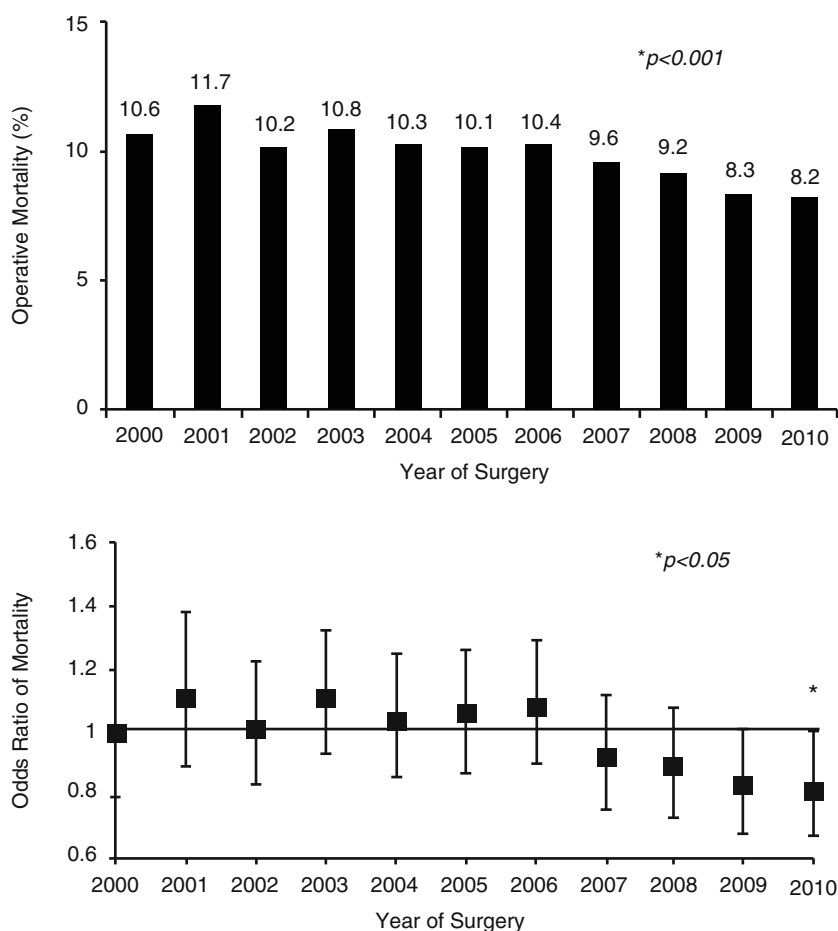 15
*p<0.001
11.7
10.6 10.2 10.8 10.3 10.1 10.4
9.6 9.2
8.3 8.2
10
5
0
Operative Mortality (%)
2000 2001 2002 2003 2004 2005 2006 2007 2008 2009 2010
Year of Surgery
1.6
*p<0.05
1.4
1.2
*
1
0.8
0.6
Odds Ratio of Mortality
2000 2001 2002 2003 2004 2005 2006 2007 2008 2009 2010
Year of Surgery